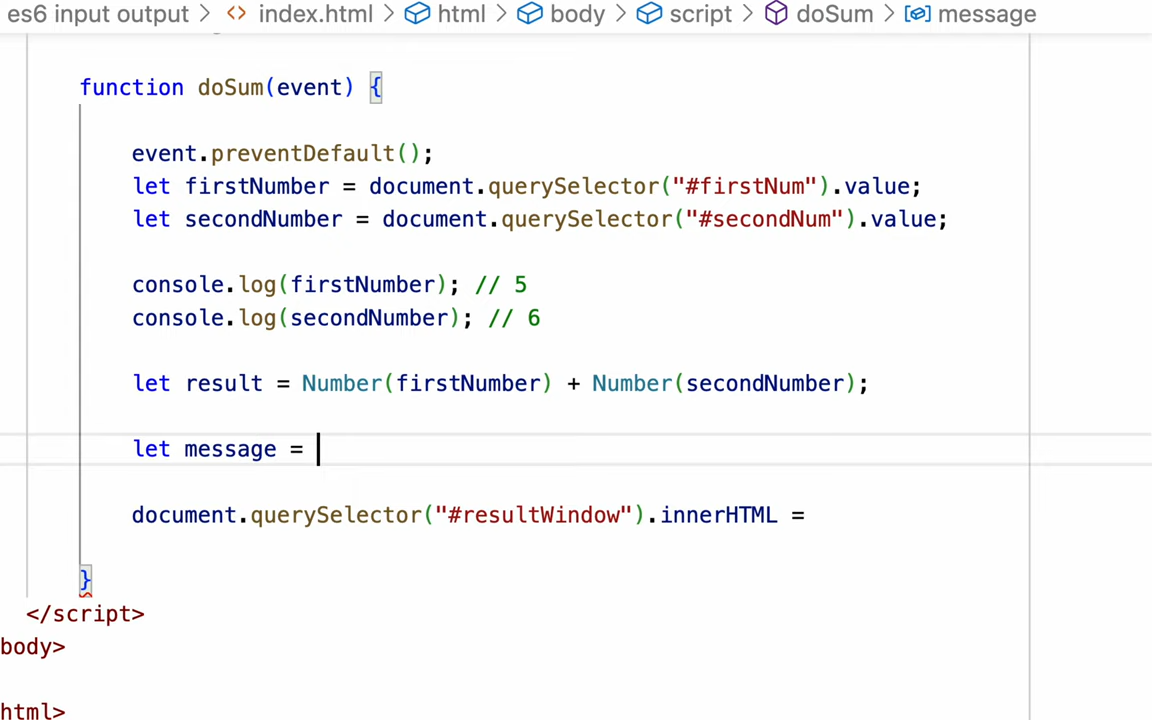 es6 input output > index.html > html > body > script > doSum > message
function doSum(event) {
event.preventDefault();
let firstNumber = document.querySelector("#firstNum").value;
let secondNumber = document.querySelector("#secondNum").value;
console.log(firstNumber); // 5
console.log(secondNumber); // 6
let result = Number(firstNumber) + Number(secondNumber);
let message =
document.querySelector("#resultWindow").innerHTML =
}
</script>
body>
html>